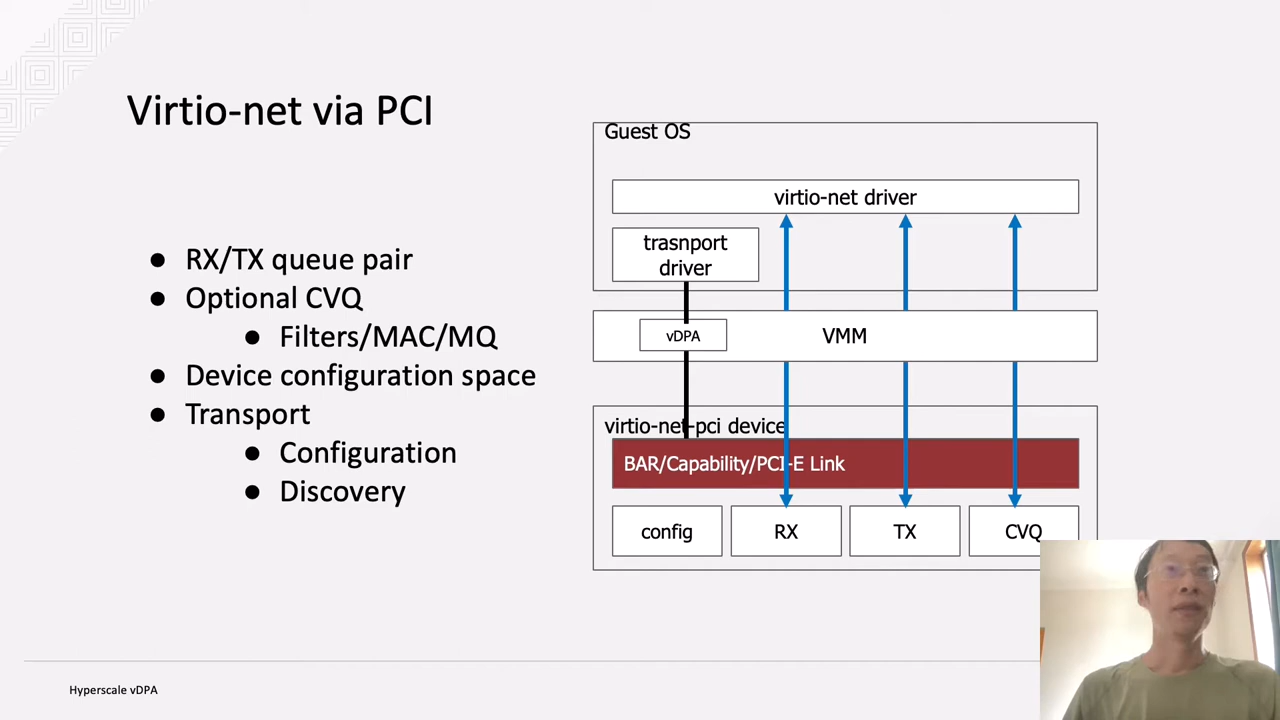 Virtio-net via PCI
● RX/TX queue pair
● Optional CVQ
● Filters/MAC/MQ
● Device configuration space
● Transport
● Configuration
● Discovery
Guest OS
virtio-net driver
trasnport
driver
vDPA
VMM
virtio-net-pci device
BAR/Capability/PCI-E Link
config
RX
TX
CVQ
Hyperscale vDPA